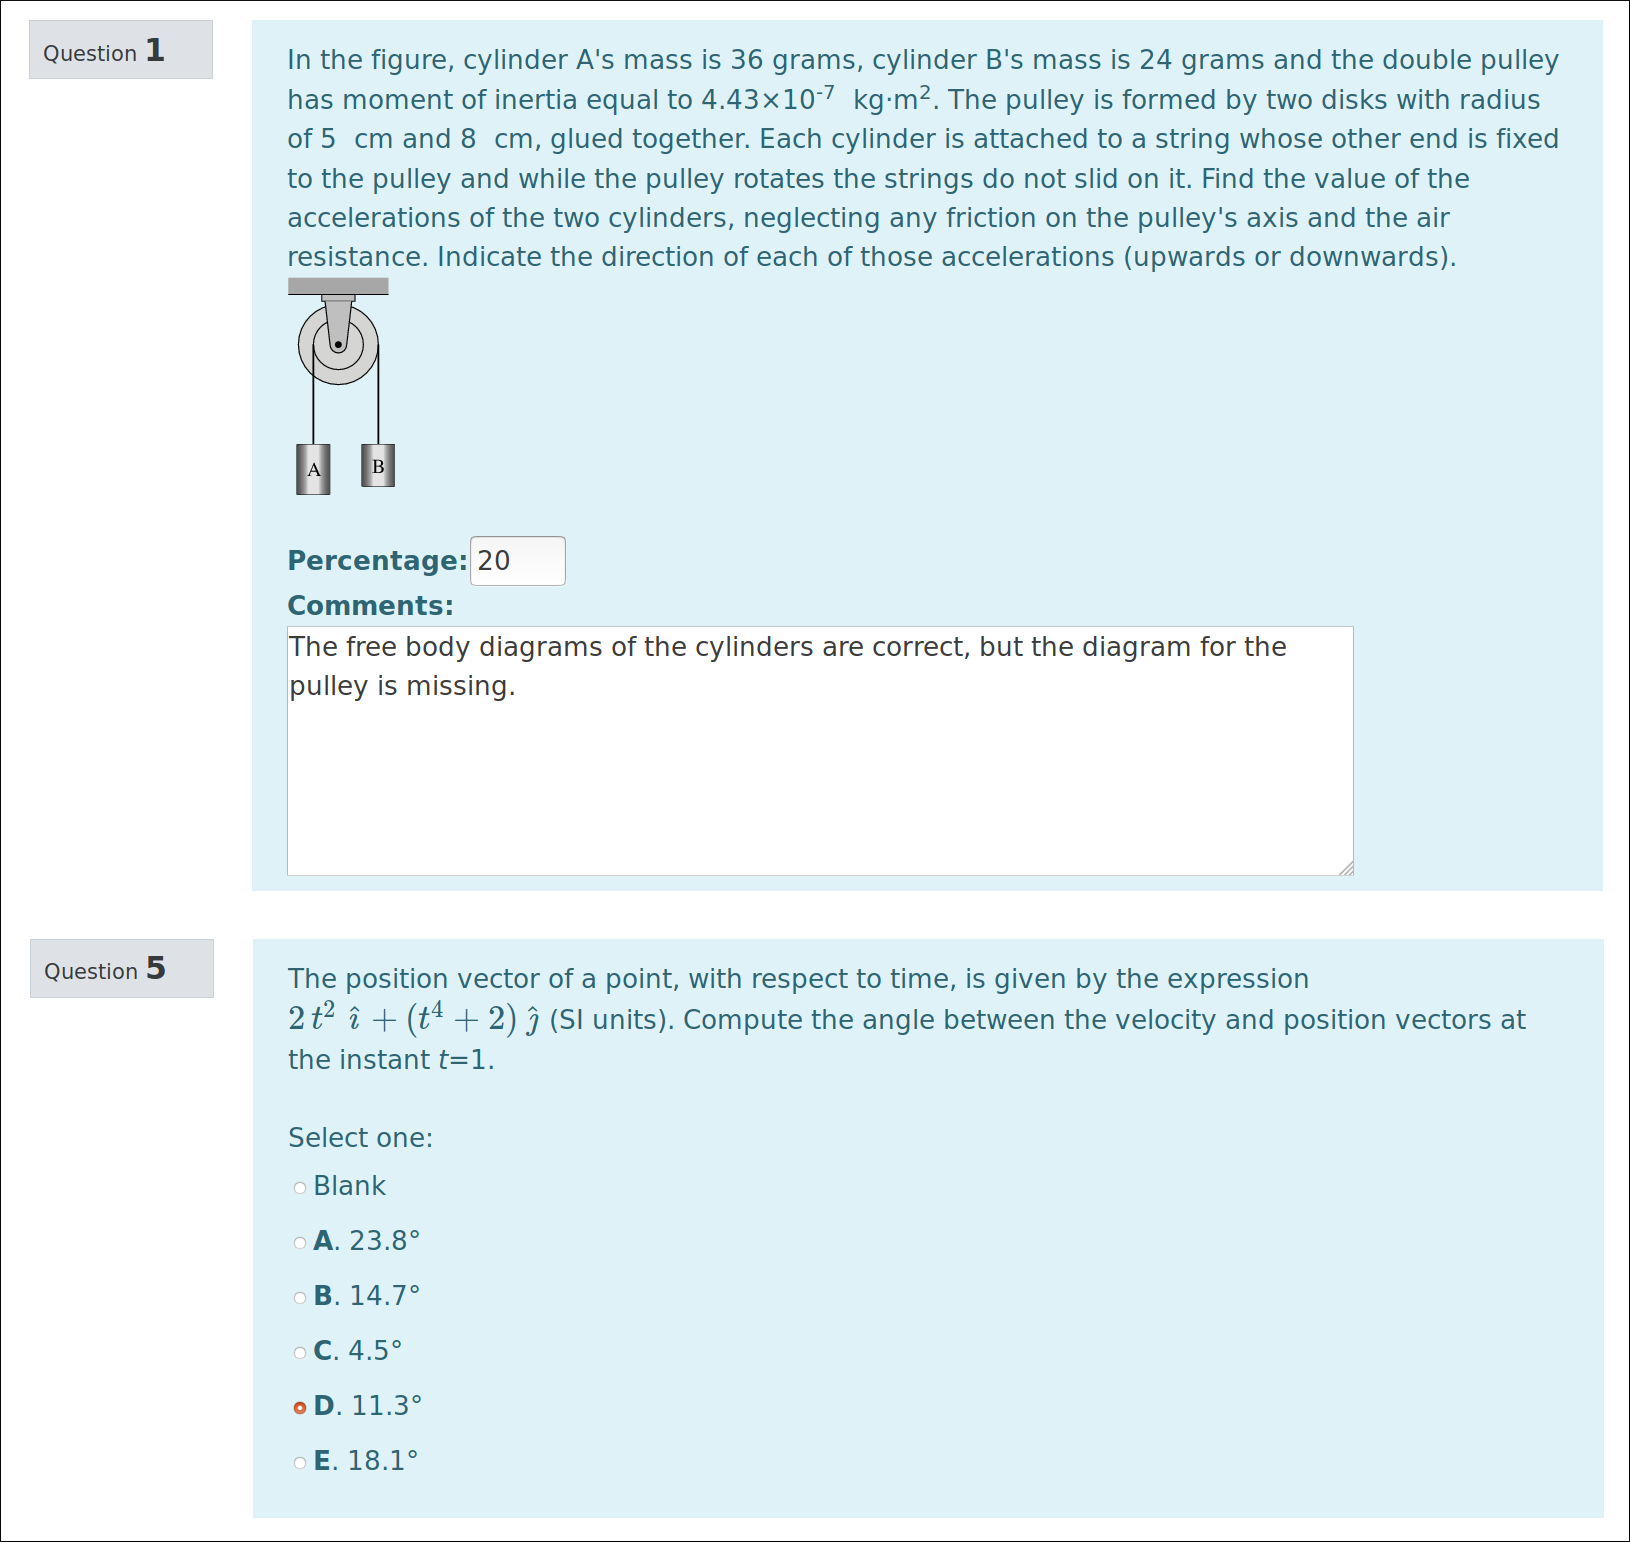 Question 1
In the figure, cylinder A's mass is 36 grams, cylinder B's mass is 24 grams and the double pulley
has moment of inertia equal to 4.43×10⁻⁷ kg·m². The pulley is formed by two disks with radius
of 5 cm and 8 cm, glued together. Each cylinder is attached to a string whose other end is fixed
to the pulley and while the pulley rotates the strings do not slid on it. Find the value of the
accelerations of the two cylinders, neglecting any friction on the pulley's axis and the air
resistance. Indicate the direction of each of those accelerations (upwards or downwards).
A B
Percentage: 20
Comments:
The free body diagrams of the cylinders are correct, but the diagram for the
pulley is missing.
Question 5
The position vector of a point, with respect to time, is given by the expression
2 t² î + (t⁴ + 2) ĵ (SI units). Compute the angle between the velocity and position vectors at
the instant t=1.
Select one:
Blank
A. 23.8°
B. 14.7°
C. 4.5°
D. 11.3°
E. 18.1°